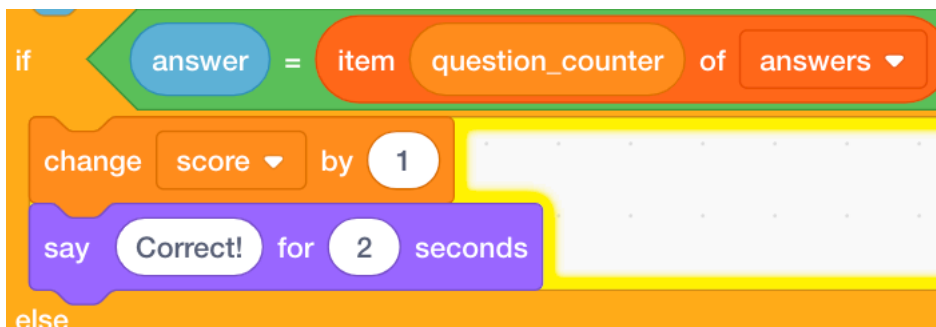 if answer = item question_counter of answers
change score by 1
say Correct! for 2 seconds
else